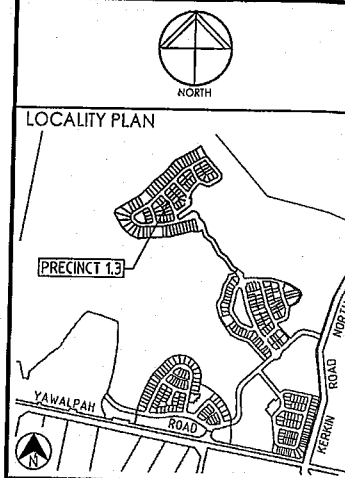 NORTH
LOCALITY PLAN
PRECINCT 1.3
YAWALPAH
ROAD
KERKIN
ROAD
NORTH
N